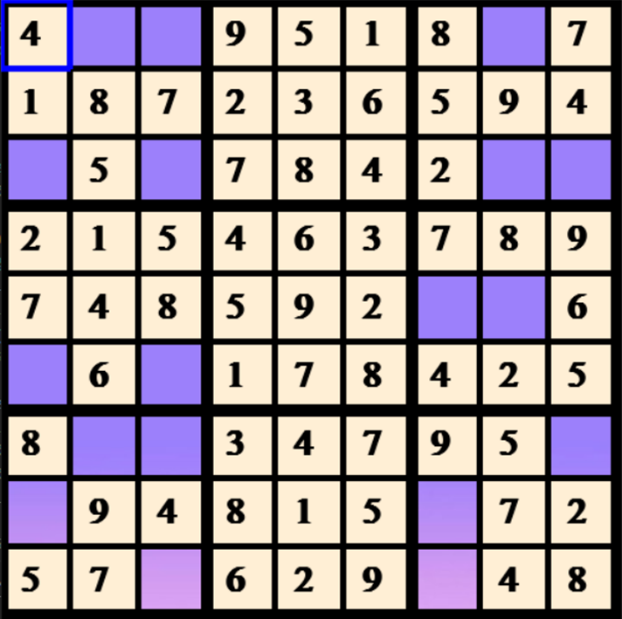 4 9 5 1 8 7
1 8 7 2 3 6 5 9 4
5 7 8 4 2
2 1 5 4 6 3 7 8 9
7 4 8 5 9 2 6
6 1 7 8 4 2 5
8 3 4 7 9 5
9 4 8 1 5 7 2
5 7 6 2 9 4 8